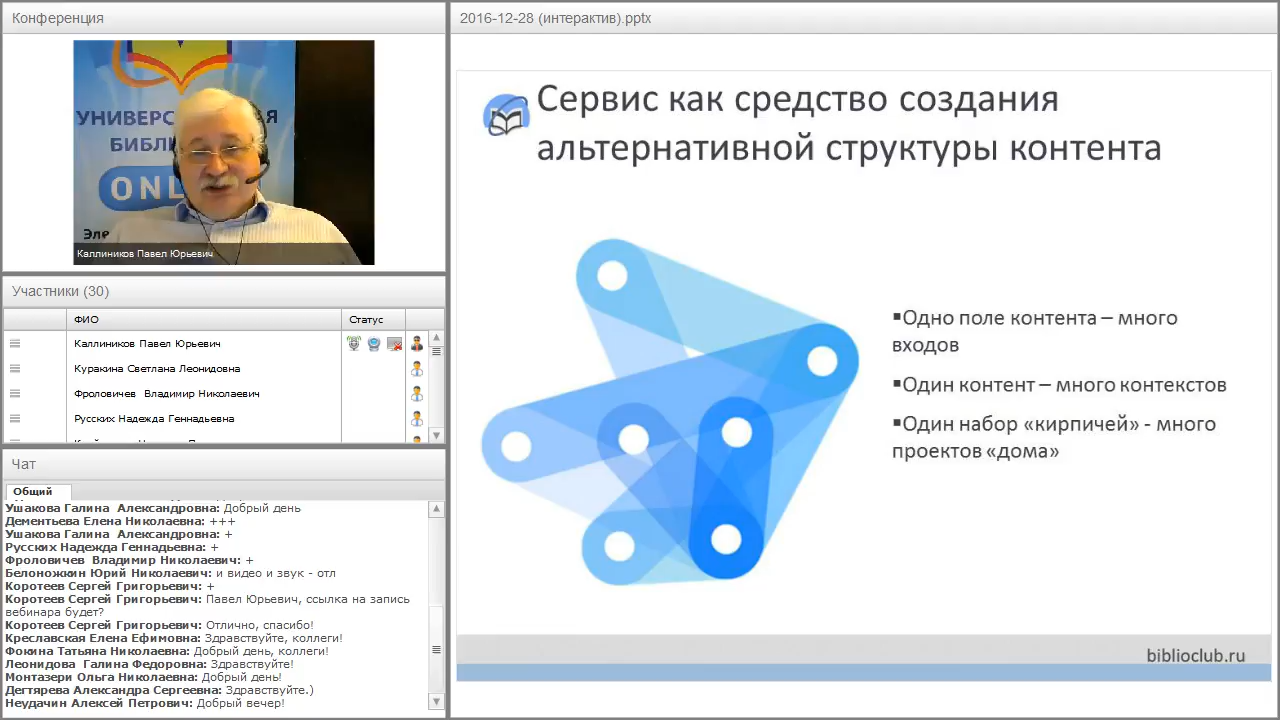 Конференция
УНИВЕРС АЯ
БИБЛИ
ONL
Каллиников Павел Юрьевич
Участники (30)
ФИО Статус
Каллиников Павел Юрьевич
Куракина Светлана Леонидовна
Фроловичев Владимир Николаевич
Русских Надежда Геннадьевна
Чат
Общий
Ушакова Галина Александровна: Добрый день
Дементьева Елена Николаевна: +++
Ушакова Галина Александровна: +
Русских Надежда Геннадьевна: +
Фроловичев Владимир Николаевич: +
Белоножкин Юрий Николаевич: и видео и звук - отл
Коротеев Сергей Григорьевич: +
Коротеев Сергей Григорьевич: Павел Юрьевич, ссылка на запись
вебинара будет?
Коротеев Сергей Григорьевич: Отлично, спасибо!
Креславская Елена Ефимовна: Здравствуйте, коллеги!
Фокина Татьяна Николаевна: Добрый день, коллеги!
Леонидова Галина Федоровна: Здравствуйте!
Монтазери Ольга Николаевна: Добрый день!
Дегтярева Александра Сергеевна: Здравствуйте.)
Неудачин Алексей Петрович: Добрый вечер!
2016-12-28 (интерактив).pptx
Сервис как средство создания
альтернативной структуры контента
▪Одно поле контента – много
входов
▪Один контент – много контекстов
▪Один набор «кирпичей» - много
проектов «дома»
biblioclub.ru